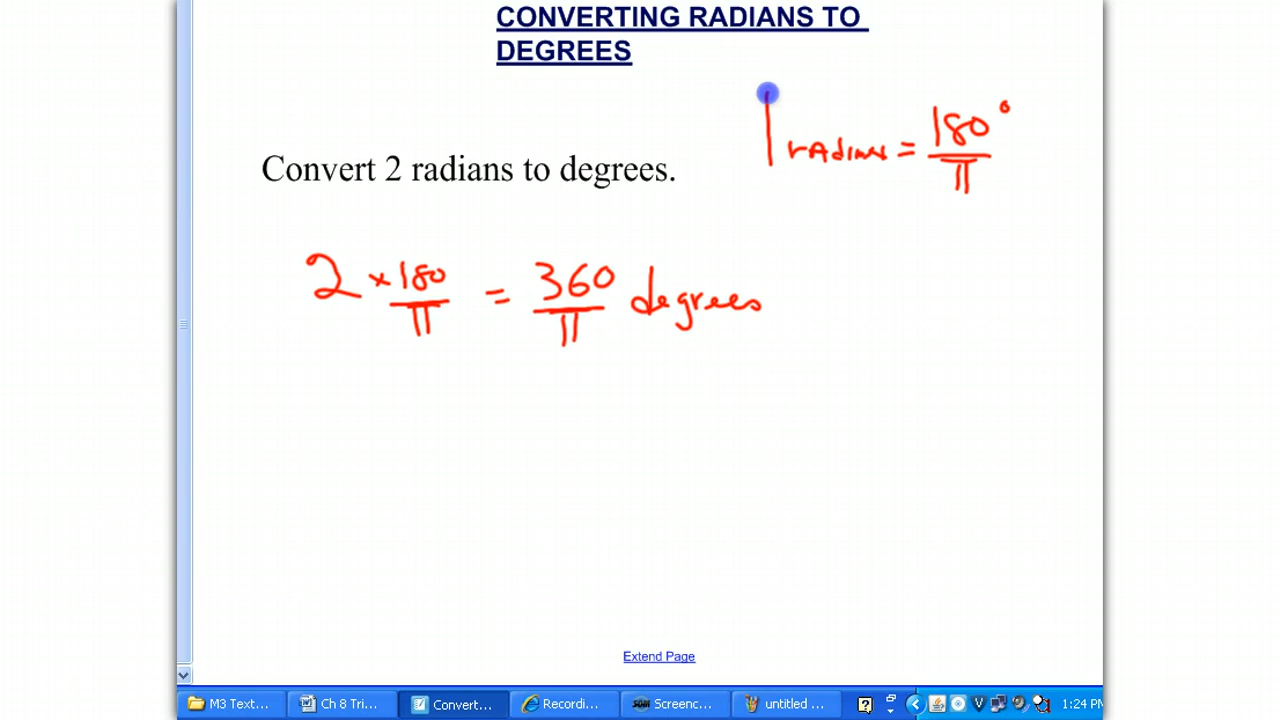 CONVERTING RADIANS TO
DEGREES
1 radians = 180° / π
Convert 2 radians to degrees.
2 × 180 / π = 360 / π degrees
Extend Page
M3 Text...
Ch 8 Tri...
Convert...
Recordi...
Screenc...
untitled ...
1:24 PM